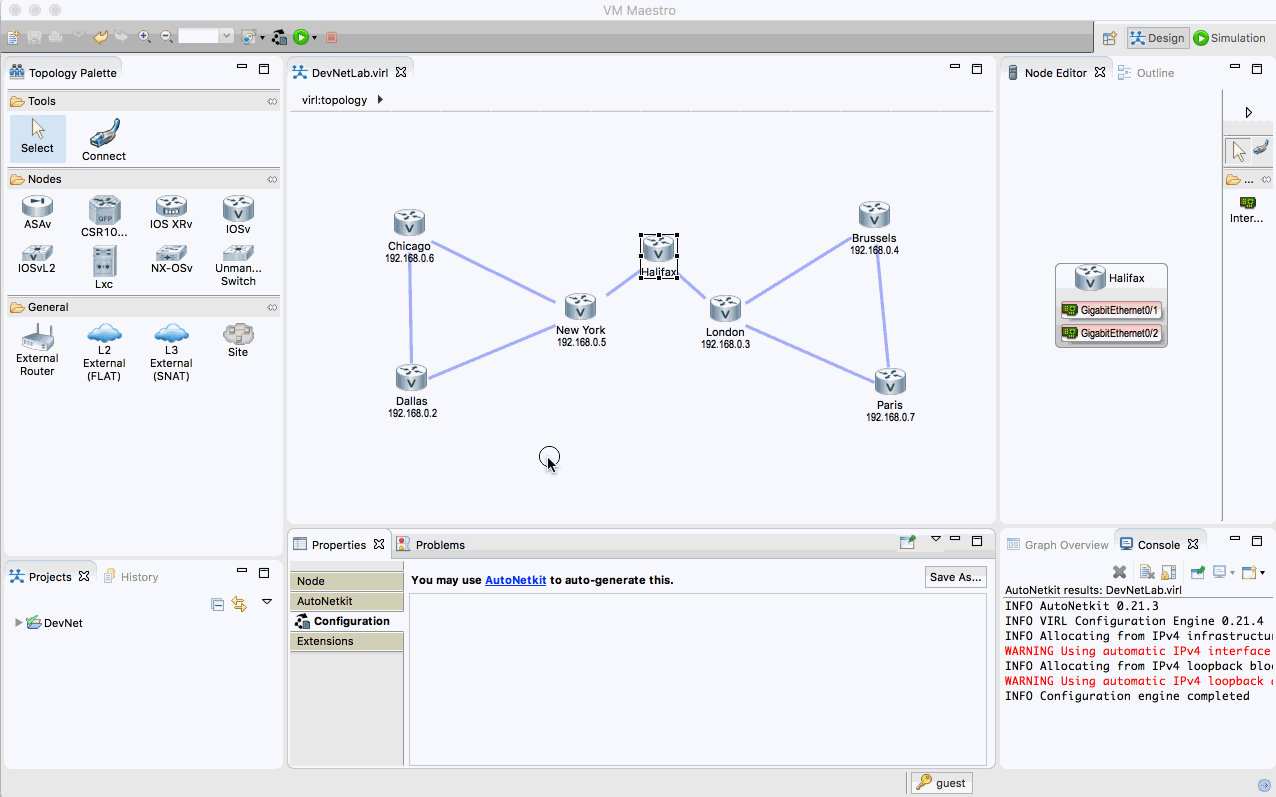 VM Maestro
Design
Simulation
Topology Palette
Tools
Select
Connect
Nodes
ASAv
CSR10...
IOS XRv
IOSv
IOSvL2
Lxc
NX-OSv
Unman...
Switch
General
External
Router
L2
External
(FLAT)
L3
External
(SNAT)
Site
Projects
History
DevNet
DevNetLab.virl
virl:topology
Chicago
192.168.0.6
Halifax
Brussels
192.168.0.4
New York
192.168.0.5
London
192.168.0.3
Dallas
192.168.0.2
Paris
192.168.0.7
Node Editor
Outline
...
Inter...
Halifax
GigabitEthernet0/1
GigabitEthernet0/2
Properties
Problems
Node
AutoNetkit
Configuration
Extensions
You may use AutoNetkit to auto-generate this.
Save As...
Graph Overview
Console
AutoNetkit results: DevNetLab.virl
INFO AutoNetkit 0.21.3
INFO VIRL Configuration Engine 0.21.4
INFO Allocating from IPv4 infrastructu
WARNING Using automatic IPv4 interface
INFO Allocating from IPv4 loopback blo
WARNING Using automatic IPv4 loopback
INFO Configuration engine completed
guest